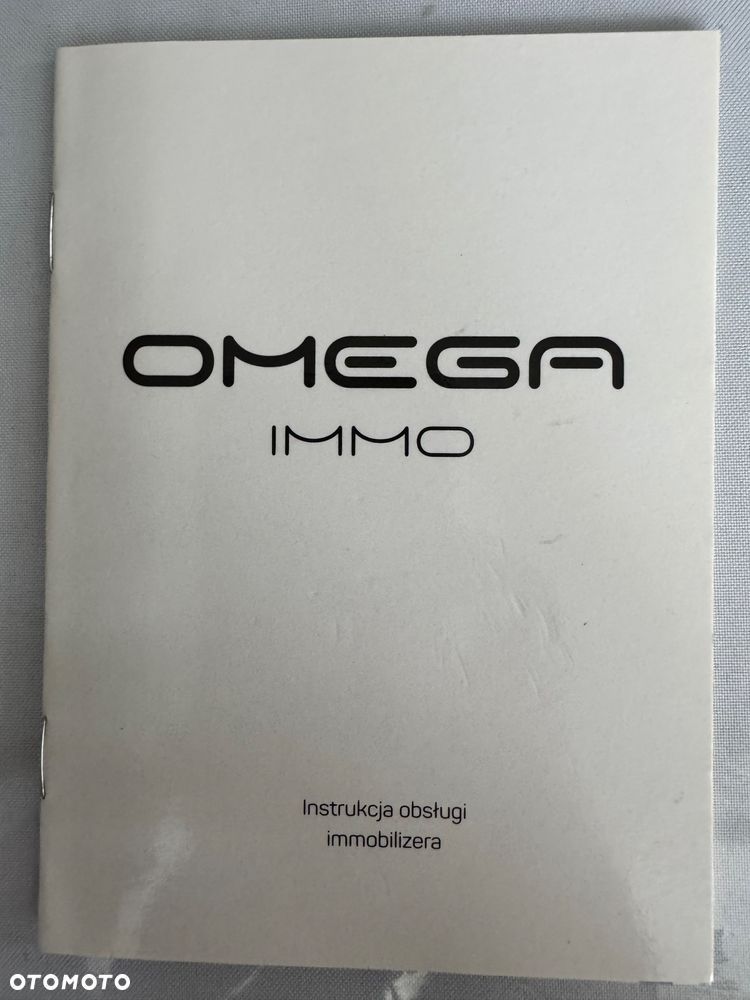 OMEGA
IMMO
Instrukcja obsługi
immobilizera
OTOMOTO